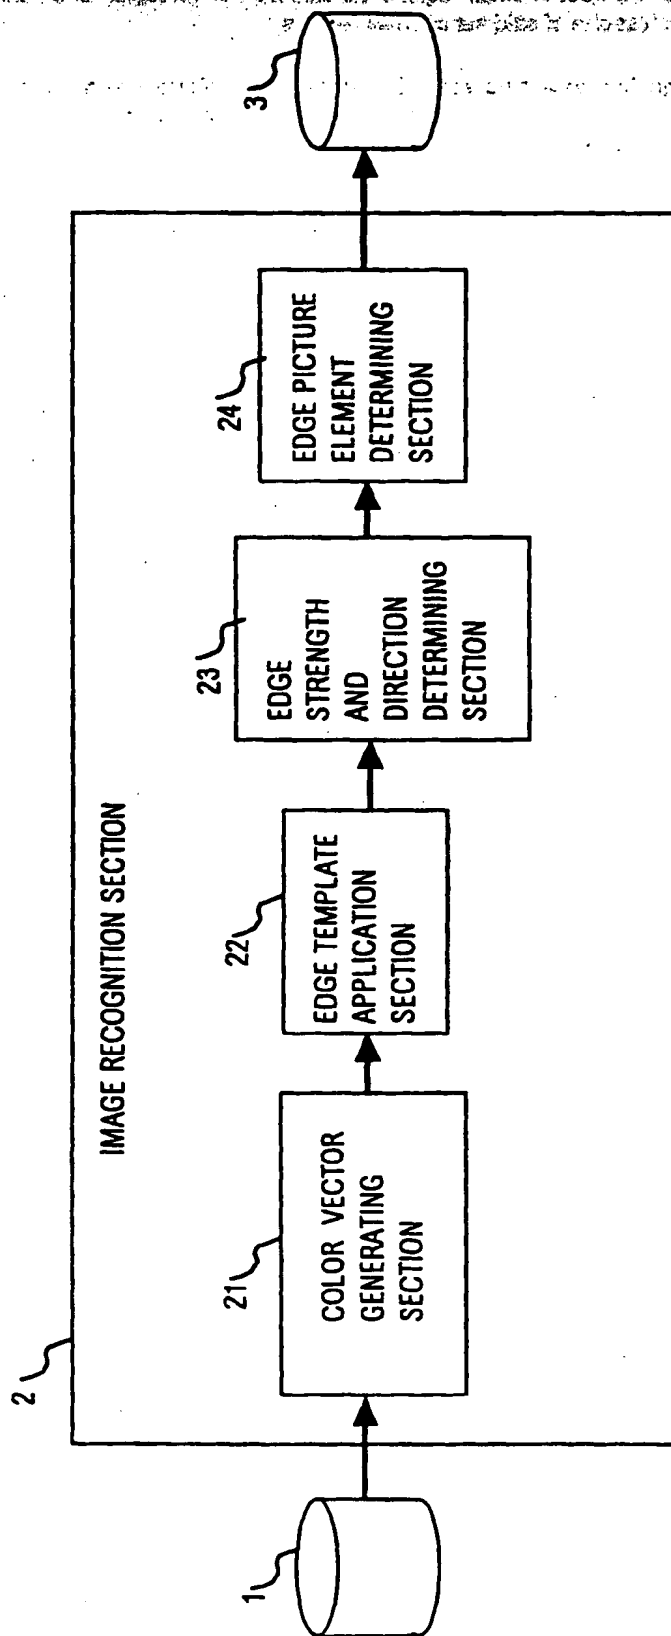 2
IMAGE RECOGNITION SECTION
1
21
COLOR VECTOR
GENERATING
SECTION
22
EDGE TEMPLATE
APPLICATION
SECTION
23
EDGE
STRENGTH
AND
DIRECTION
DETERMINING
SECTION
24
EDGE PICTURE
ELEMENT
DETERMINING
SECTION
3